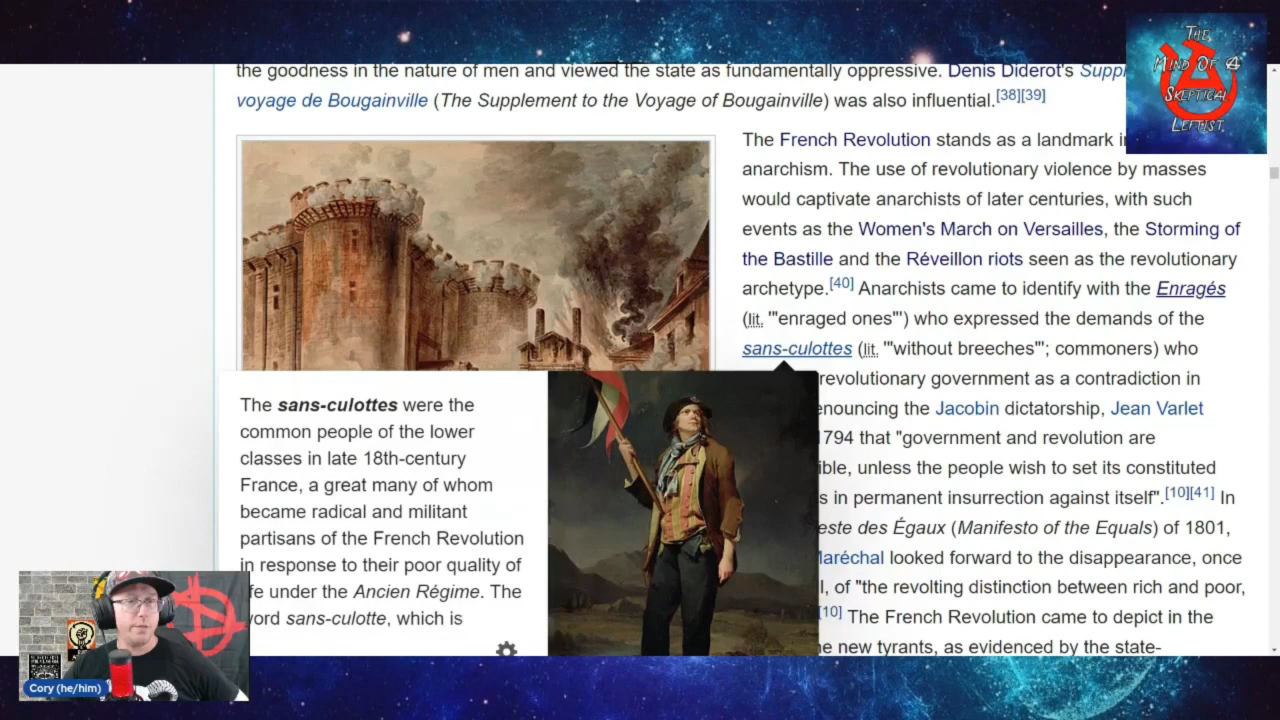 the goodness in the nature of men and viewed the state as fundamentally oppressive. Denis Diderot's Suppl
voyage de Bougainville (The Supplement to the Voyage of Bougainville) was also influential.[38][39]
THE
MIND OF A
SKEPTICAL
LEFTIST
The French Revolution stands as a landmark in
anarchism. The use of revolutionary violence by masses
would captivate anarchists of later centuries, with such
events as the Women's March on Versailles, the Storming of
the Bastille and the Réveillon riots seen as the revolutionary
archetype.[40] Anarchists came to identify with the Enragés
(lit. '"enraged ones"') who expressed the demands of the
sans-culottes (lit. '"without breeches"'; commoners) who
revolutionary government as a contradiction in
enouncing the Jacobin dictatorship, Jean Varlet
1794 that "government and revolution are
ible, unless the people wish to set its constituted
s in permanent insurrection against itself".[10][41] In
este des Égaux (Manifesto of the Equals) of 1801,
Maréchal looked forward to the disappearance, once
l, of "the revolting distinction between rich and poor,
[10] The French Revolution came to depict in the
e new tyrants, as evidenced by the state-
The sans-culottes were the
common people of the lower
classes in late 18th-century
France, a great many of whom
became radical and militant
partisans of the French Revolution
in response to their poor quality of
fe under the Ancien Régime. The
word sans-culotte, which is
Cory (he/him)